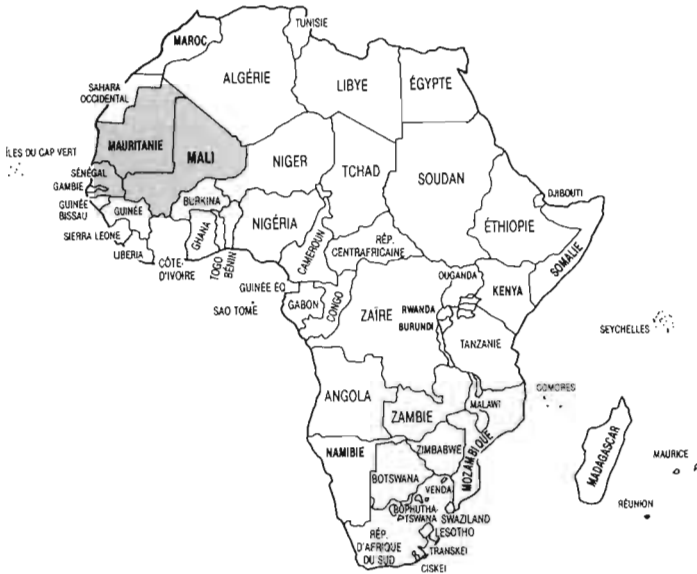 TUNISIE
MAROC
ALGÉRIE
LIBYE
ÉGYPTE
SAHARA
OCCIDENTAL
MAURITANIE
MALI
ÎLES DU CAP VERT
NIGER
TCHAD
SOUDAN
SÉNÉGAL
GAMBIE
GUINÉE
BISSAU
GUINÉE
BURKINA
DJIBOUTI
ÉTHIOPIE
SOMALIE
SIERRA LEONE
LIBERIA
CÔTE-
D'IVOIRE
GHANA
TOGO
BÉNIN
NIGÉRIA
CAMEROUN
RÉP.
CENTRAFRICAINE
GUINÉE ÉQ
SAO TOMÉ
GABON
CONGO
ZAÏRE
OUGANDA
KENYA
RWANDA
BURUNDI
TANZANIE
SEYCHELLES
COMORES
ANGOLA
ZAMBIE
MALAWI
MOZAMBIQUE
MADAGASCAR
MAURICE
RÉUNION
NAMIBIE
ZIMBABWE
BOTSWANA
VENDA
BOPHUTHA-
TSWANA
SWAZILAND
LESOTHO
RÉP.
D'AFRIQUE
DU SUD
TRANSKEI
CISKEI